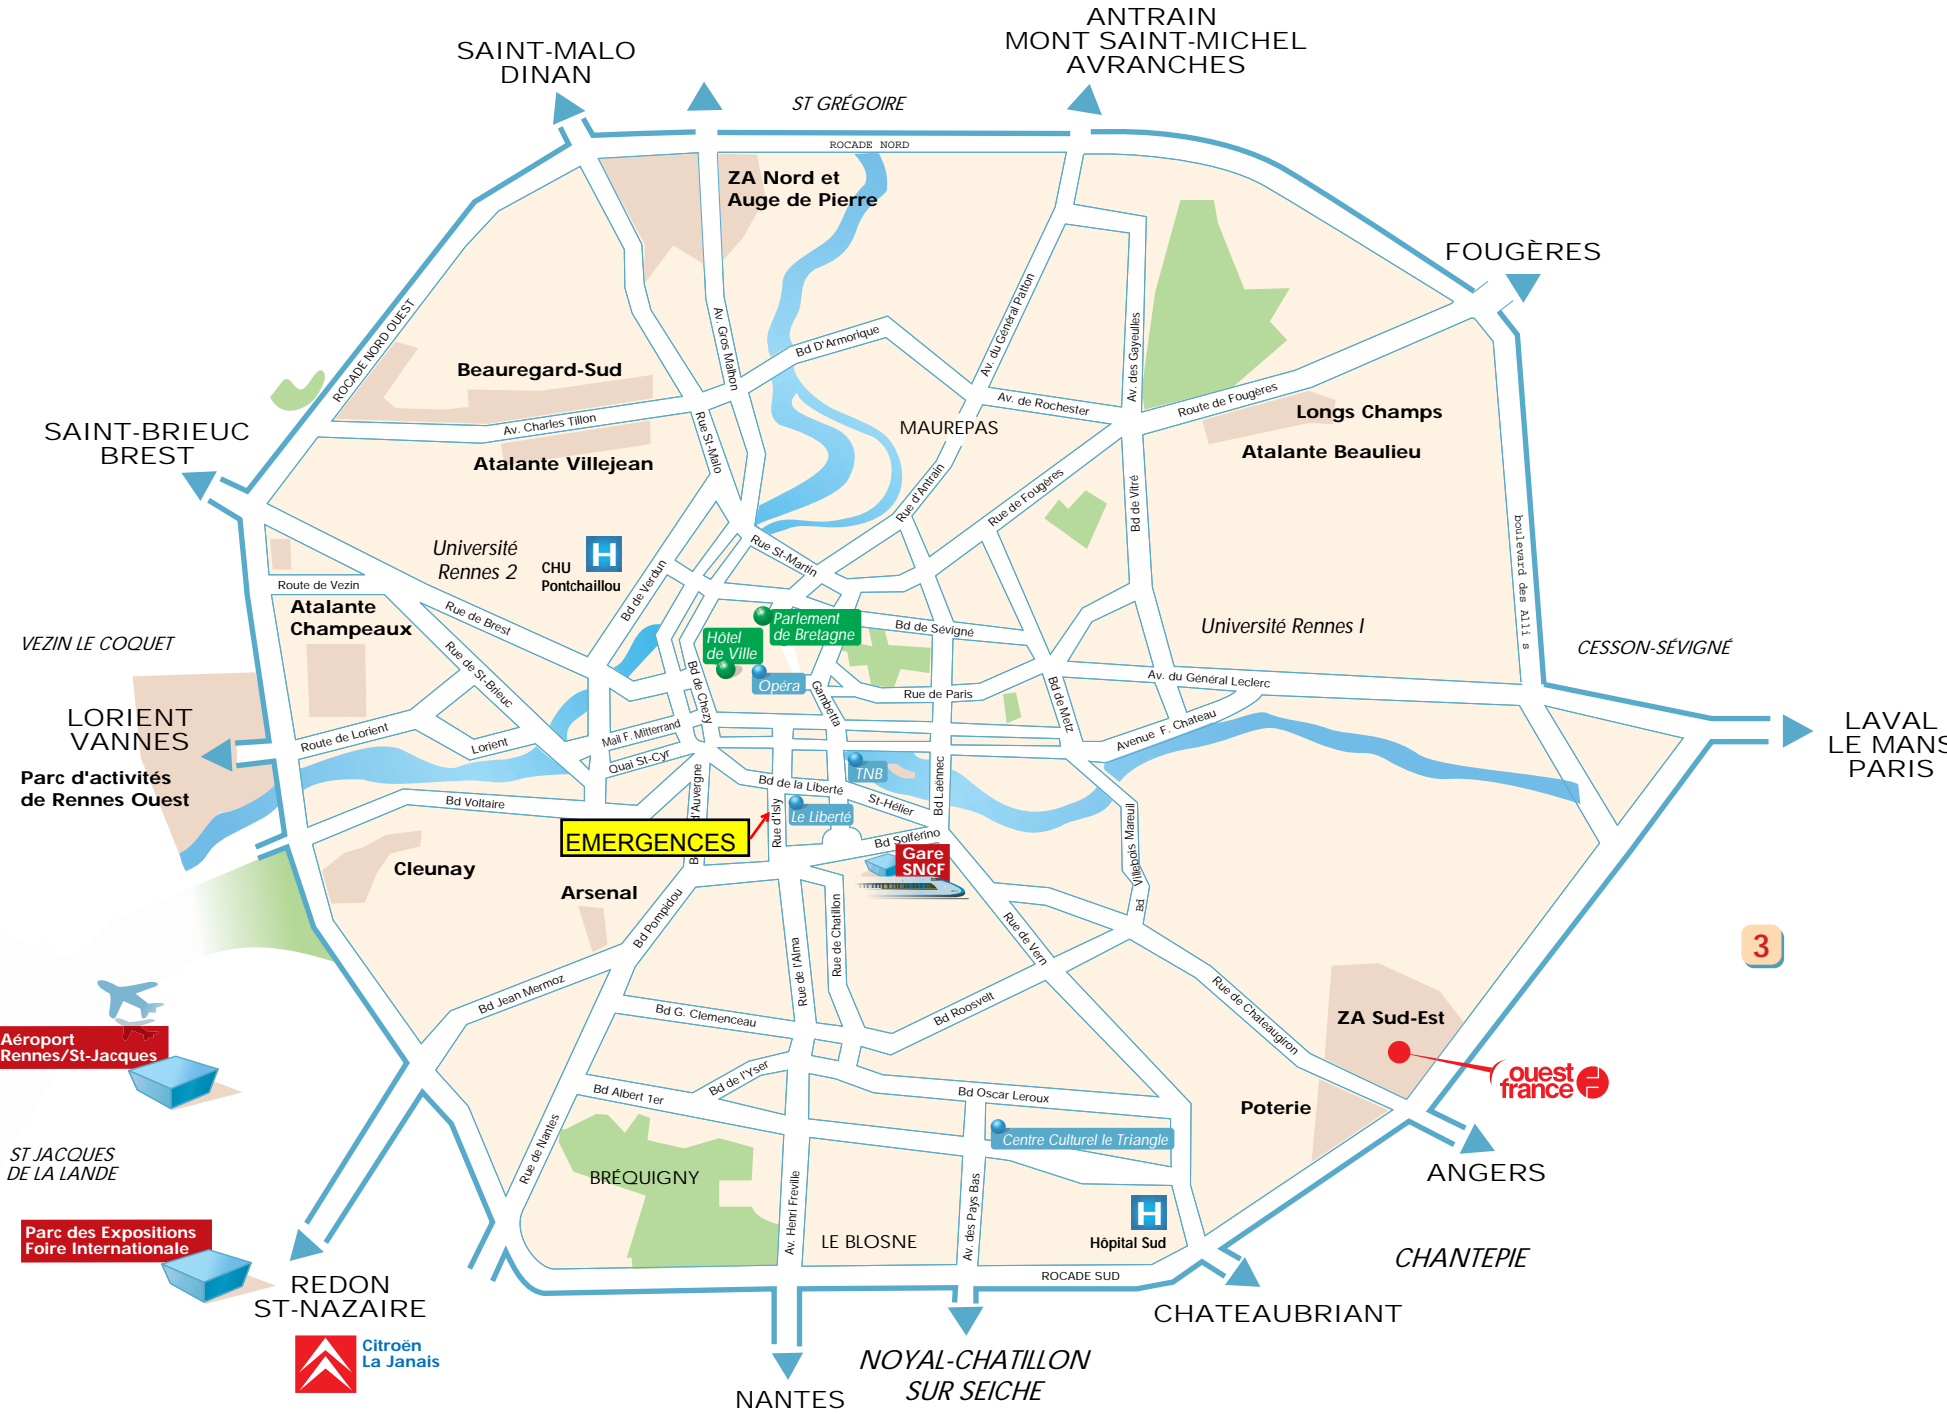 ANTRAIN
MONT SAINT-MICHEL
AVRANCHES
SAINT-MALO
DINAN
ST GRÉGOIRE
ROCADE NORD
ZA Nord et
Auge de Pierre
FOUGÈRES
ROCADE NORD OUEST
Av. Gros Malhon
Bd D'Armorique
Av. du Général Patton
Av. des Gayeulles
Beauregard-Sud
Av. de Rochester
Route de Fougères
Longs Champs
Av. Charles Tillon
Rue St-Malo
MAUREPAS
SAINT-BRIEUC
BREST
Atalante Villejean
Atalante Beaulieu
Rue d'Antrain
Rue de Fougères
Bd de Vitré
boulevard des Alli s
Université
Rennes 2
H
CHU
Pontchaillou
Rue St-Martin
Route de Vezin
Bd de Verdun
Atalante
Champeaux
Rue de Brest
Parlement
de Bretagne
Hôtel
de Ville
Bd de Sévigné
Université Rennes I
VEZIN LE COQUET
CESSON-SÉVIGNÉ
Rue de St-Brieuc
Bd de Chezy
Opéra
Gambetta
Rue de Paris
Bd de Metz
Av. du Général Leclerc
LORIENT
VANNES
Route de Lorient
Lorient
Mail F. Mitterrand
Quai St-Cyr
Avenue F. Chateau
LAVAL
LE MANS
PARIS
Parc d'activités
de Rennes Ouest
Bd Voltaire
Bd de la Liberté
TNB
St-Hélier
Bd Laënnec
Rue d'Isly
Le Liberté
EMERGENCES
Bd Solférino
Bd Villebois Mareuil
Gare
SNCF
Cleunay
Arsenal
Bd Pompidou
Rue de l'Alma
Rue de Chatillon
Rue de Vern
3
Bd Jean Mermoz
Bd G. Clemenceau
Bd Roosvelt
Rue de Chateaugiron
ZA Sud-Est
Aéroport
Rennes/St-Jacques
ouest
france
Bd de l'Yser
Bd Albert 1er
Bd Oscar Leroux
Poterie
Rue de Nantes
Centre Culturel le Triangle
ST JACQUES
DE LA LANDE
BRÉQUIGNY
ANGERS
Av. Henri Freville
Av. des Pays Bas
H
Hôpital Sud
LE BLOSNE
Parc des Expositions
Foire Internationale
CHANTEPIE
ROCADE SUD
REDON
ST-NAZAIRE
CHATEAUBRIANT
Citroën
La Janais
NOYAL-CHATILLON
SUR SEICHE
NANTES